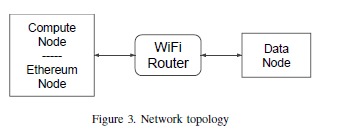 Compute
Node
-----
Ethereum
Node
WiFi
Router
Data
Node
Figure 3. Network topology